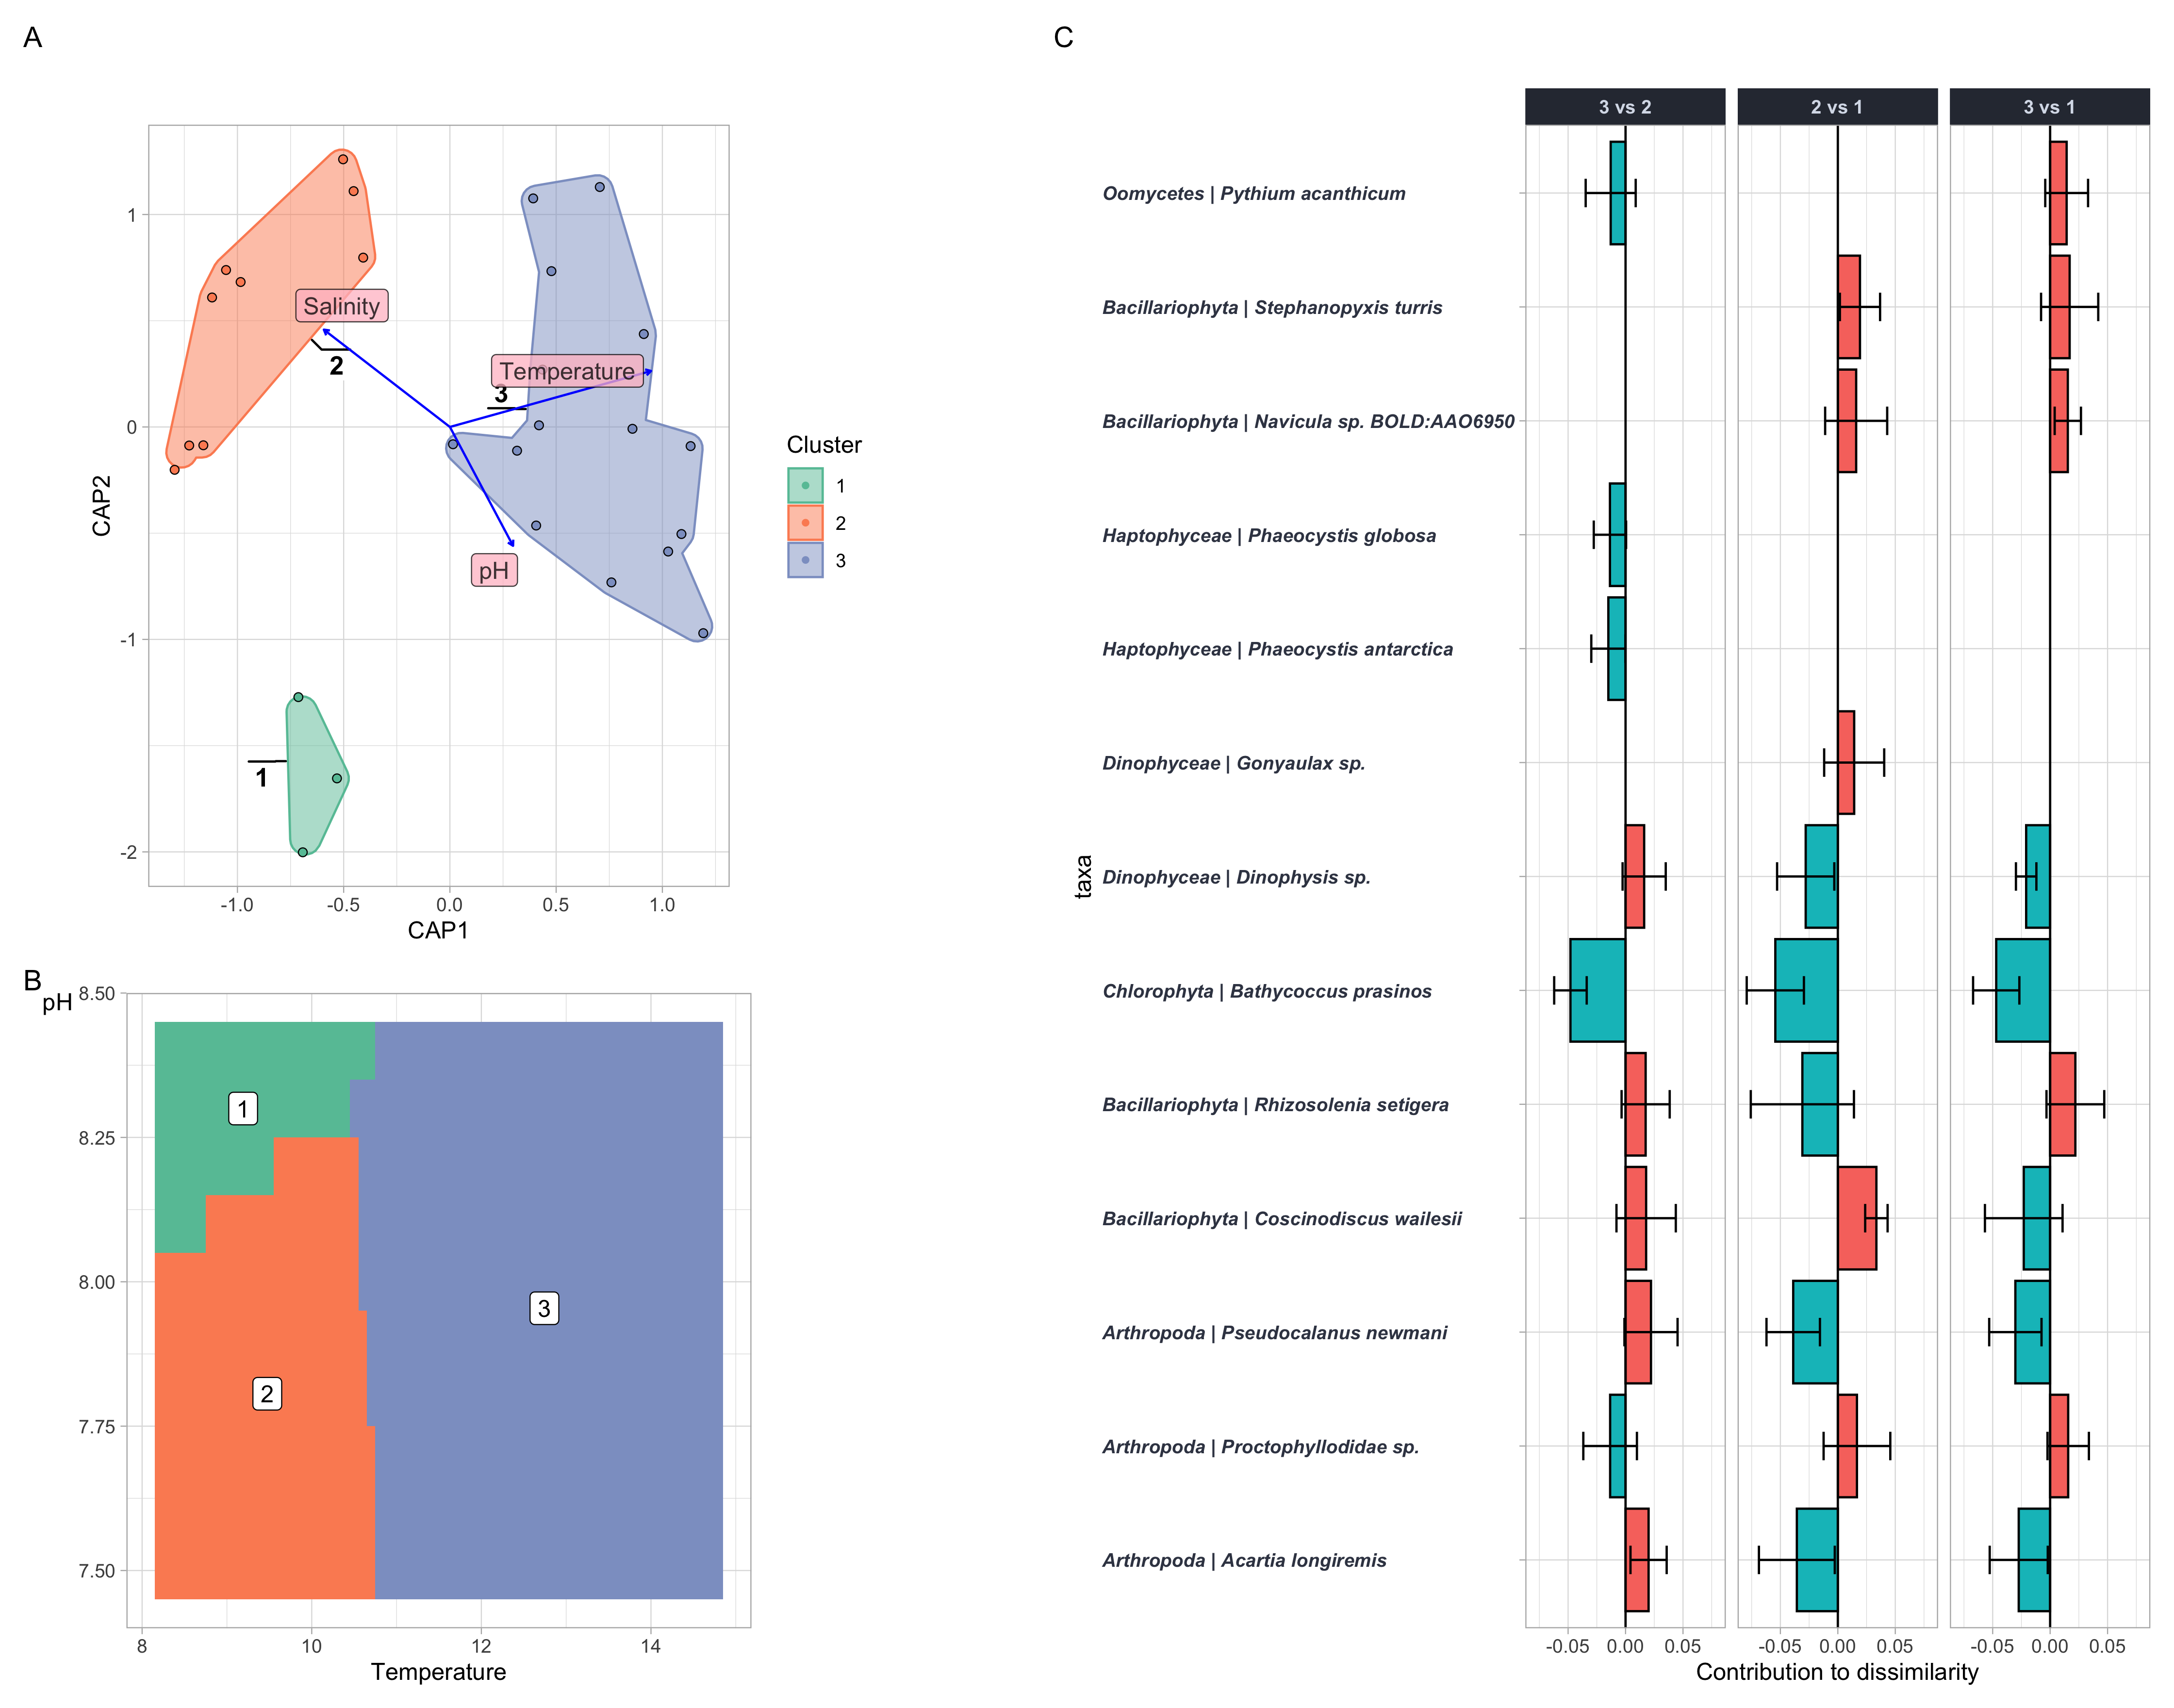 A
1
0
-1
-2
CAP2
Salinity
2
Temperature
3
pH
1
-1.0 -0.5 0.0 0.5 1.0
CAP1
Cluster
1
2
3
B
pH
8.50
8.25
8.00
7.75
7.50
1
2
3
8 10 12 14
Temperature
C
3 vs 2 2 vs 1 3 vs 1
taxa
Oomycetes | Pythium acanthicum
Bacillariophyta | Stephanopyxis turris
Bacillariophyta | Navicula sp. BOLD:AAO6950
Haptophyceae | Phaeocystis globosa
Haptophyceae | Phaeocystis antarctica
Dinophyceae | Gonyaulax sp.
Dinophyceae | Dinophysis sp.
Chlorophyta | Bathycoccus prasinos
Bacillariophyta | Rhizosolenia setigera
Bacillariophyta | Coscinodiscus wailesii
Arthropoda | Pseudocalanus newmani
Arthropoda | Proctophyllodidae sp.
Arthropoda | Acartia longiremis
-0.05 0.00 0.05 -0.05 0.00 0.05 -0.05 0.00 0.05
Contribution to dissimilarity